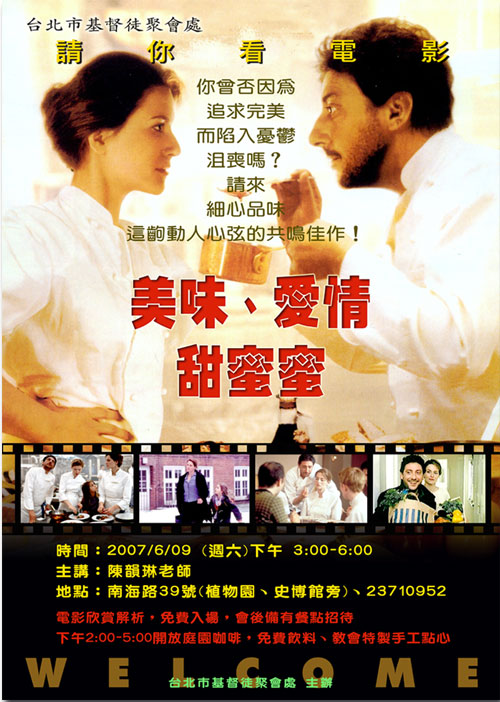 台北市基督徒聚會處
請你看電影
你曾否因為
追求完美
而陷入憂鬱
沮喪嗎？
請來
細心品味
這齣動人心弦的共鳴佳作！
美味、愛情
甜蜜蜜
時間：2007/6/09 (週六)下午 3:00-6:00
主講：陳韻琳老師
地點：南海路39號(植物園、史博館旁)、23710952
電影欣賞解析，免費入場，會後備有餐點招待
下午2:00-5:00開放庭園咖啡，免費飲料、教會特製手工點心
WELCOME
台北市基督徒聚會處 主辦